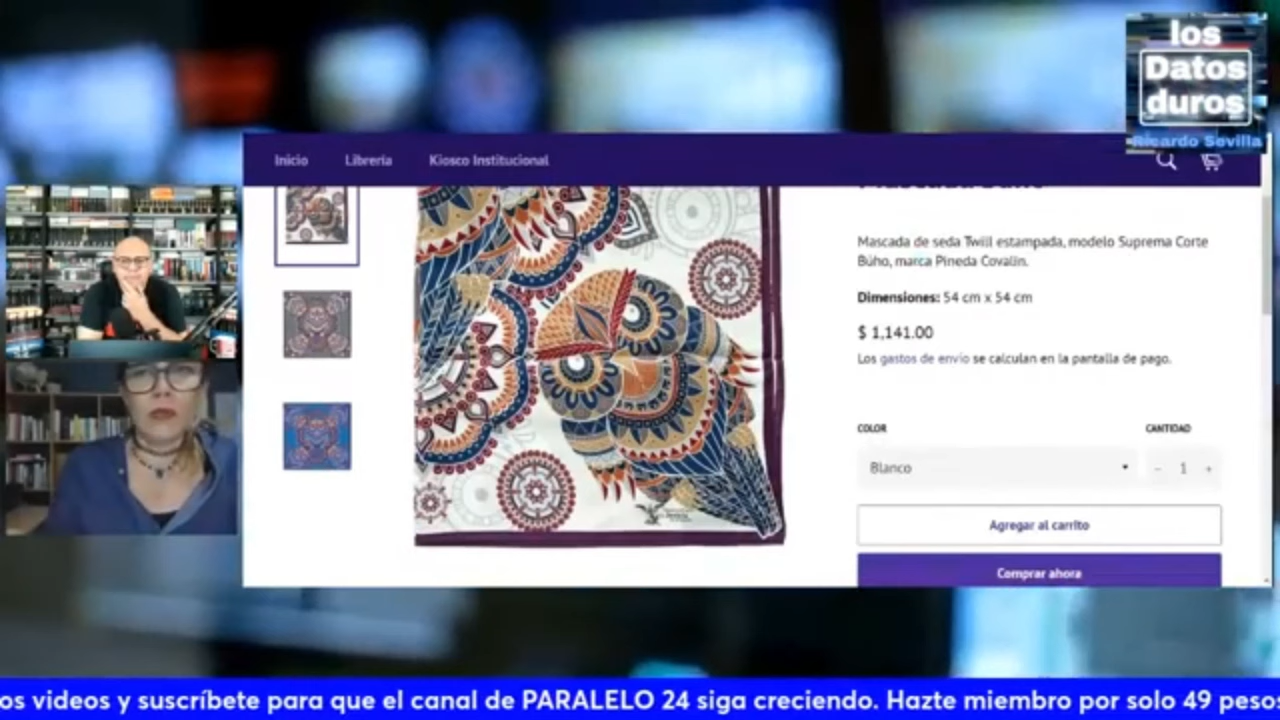 los
Datos
duros
Ricardo Sevilla
Inicio
Librería
Kiosco Institucional
Mascada de seda Twill estampada, modelo Suprema Corte
Búho, marca Pineda Covalin.
Dimensiones: 54 cm x 54 cm
$ 1,141.00
Los gastos de envío se calculan en la pantalla de pago.
COLOR
CANTIDAD
Blanco
− 1 +
Agregar al carrito
Comprar ahora
os videos y suscríbete para que el canal de PARALELO 24 siga creciendo. Hazte miembro por solo 49 peso